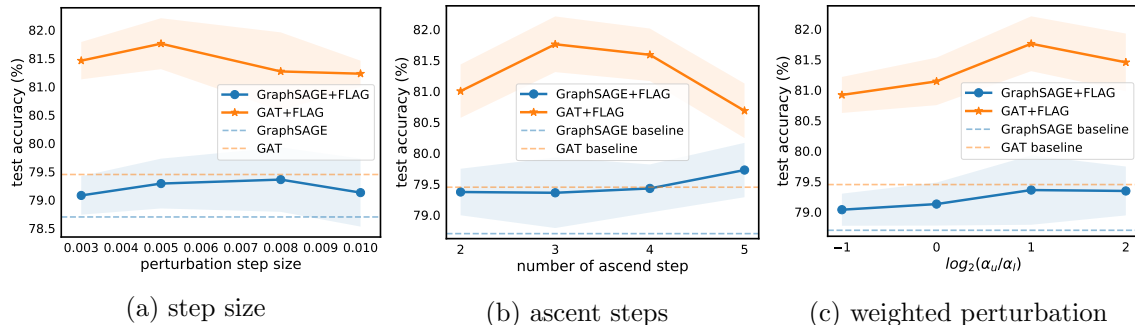 test accuracy (%)
82.0
81.5
81.0
80.5
80.0
79.5
79.0
78.5
GraphSAGE+FLAG
GAT+FLAG
GraphSAGE
GAT
0.003 0.004 0.005 0.006 0.007 0.008 0.009 0.010
perturbation step size
(a) step size
test accuracy (%)
82.0
81.5
81.0
80.5
80.0
79.5
79.0
GraphSAGE+FLAG
GAT+FLAG
GraphSAGE baseline
GAT baseline
2 3 4 5
number of ascend step
(b) ascent steps
test accuracy (%)
82.0
81.5
81.0
80.5
80.0
79.5
79.0
GraphSAGE+FLAG
GAT+FLAG
GraphSAGE baseline
GAT baseline
−1 0 1 2
log₂(αᵤ/αₗ)
(c) weighted perturbation